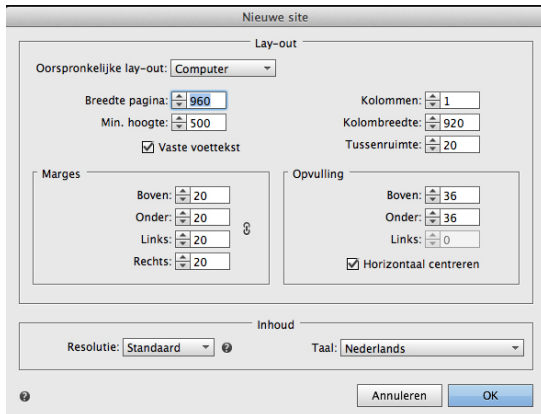 Nieuwe site
Lay-out
Oorspronkelijke lay-out: Computer
Breedte pagina: 960
Min. hoogte: 500
Vaste voettekst
Kolommen: 1
Kolombreedte: 920
Tussenruimte: 20
Marges
Boven: 20
Onder: 20
Links: 20
Rechts: 20
Opvulling
Boven: 36
Onder: 36
Links: 0
Horizontaal centreren
Inhoud
Resolutie: Standaard ?
Taal: Nederlands
? Annuleren OK